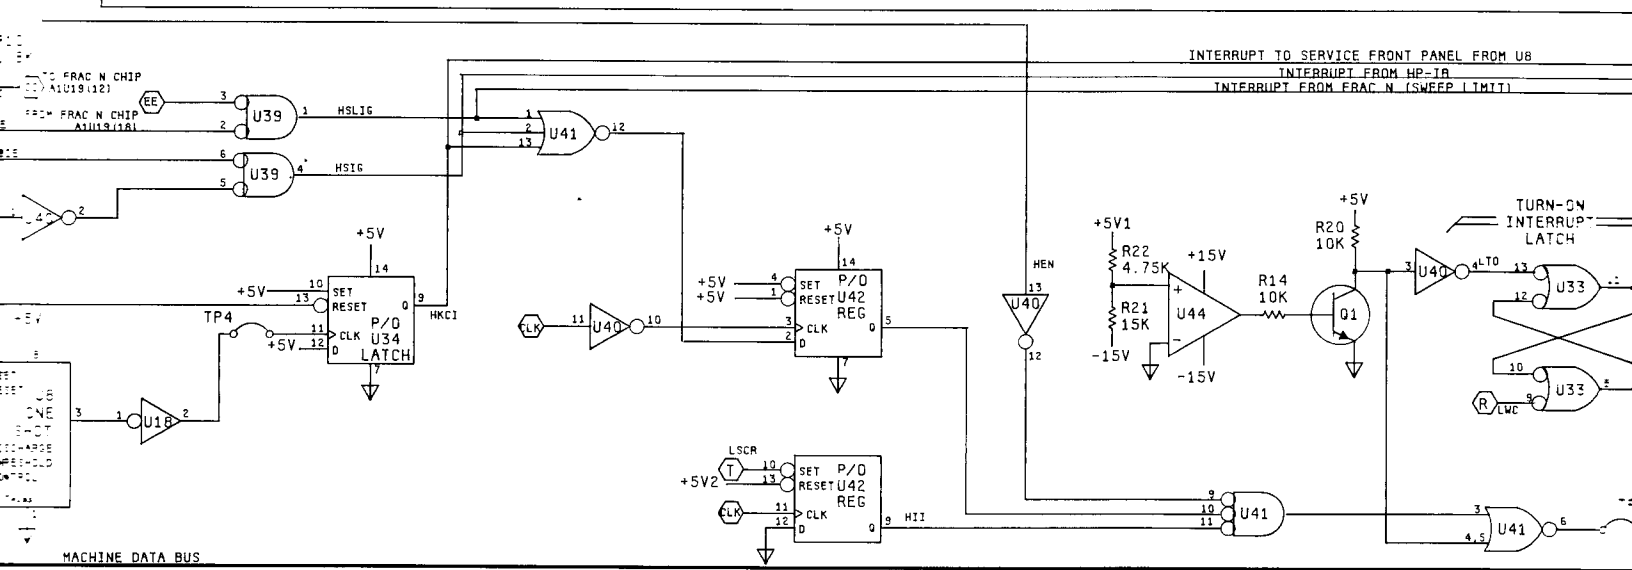 INTERRUPT TO SERVICE FRONT PANEL FROM U8
INTERRUPT FROM HP-IB
INTERRUPT FROM FRAC N (SWEEP LIMIT)
TO FRAC N CHIP
A1U19(12)
EE
FROM FRAC N CHIP
A1U19(18)
3
2
U39
1
HSLIG
6
5
U39
4
HSIG
1
2
13
U41
12
2
+5V
14
+5V
10
SET
13
RESET
Q
9
HKCI
P/O
U34
LATCH
11
CLK
+5V
12
D
7
TP4
+5V
U8
ONE
SHOT
3
1
U18
2
+5V
14
+5V
4
SET
+5V
1
RESET
P/O
U42
REG
3
CLK
2
D
Q
5
7
CLK
11
U40
10
LSCR
T
10
SET
+5V2
13
RESET
P/O
U42
REG
CLK
11
CLK
12
D
Q
9
HII
HEN
13
U40
12
+5V1
R22
4.75K
R21
15K
-15V
+15V
+
U44
-
-15V
R14
10K
+5V
R20
10K
Q1
3
U40
4
LTO
TURN-ON
INTERRUPT
LATCH
13
12
U33
10
9
U33
R
LWC
9
10
11
U41
3
4,5
U41
6
MACHINE DATA BUS